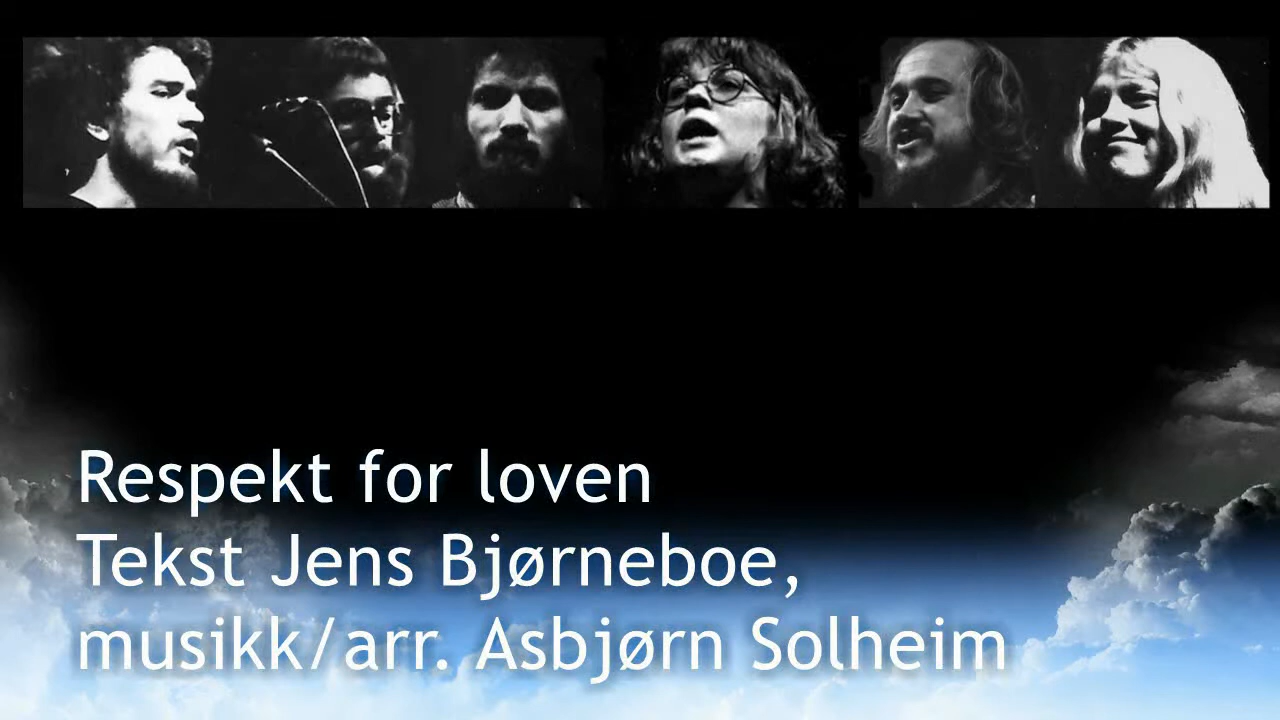 Respekt for loven
Tekst Jens Bjørneboe,
musikk/arr. Asbjørn Solheim